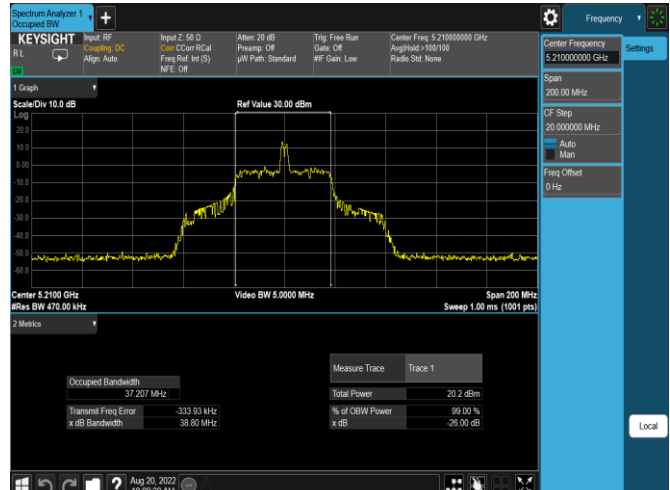 Spectrum Analyzer 1
Occupied BW
Frequency
KEYSIGHT
Input: RF
Input Z: 50 Ω
Atten: 20 dB
Trig: Free Run
Center Freq: 5.210000000 GHz
RL
Coupling: DC
Corr CCorr RCal
Preamp: Off
Gate: Off
Avg|Hold:>100/100
Align: Auto
Freq Ref: Int (S)
µW Path: Standard
#IF Gain: Low
Radio Std: None
NFE: Off
Center Frequency
5.210000000 GHz
Settings
Span
200.00 MHz
CF Step
20.000000 MHz
Auto
Man
Freq Offset
0 Hz
1 Graph
Scale/Div 10.0 dB
Ref Value 30.00 dBm
Log
20.0
10.0
0.00
-10.0
-20.0
-30.0
-40.0
-50.0
-60.0
Center 5.2100 GHz
Video BW 5.0000 MHz
Span 200 MHz
#Res BW 470.00 kHz
Sweep 1.00 ms (1001 pts)
2 Metrics
Measure Trace
Trace 1
Occupied Bandwidth
37.207 MHz
Total Power
20.2 dBm
Transmit Freq Error
-333.93 kHz
% of OBW Power
99.00 %
x dB Bandwidth
38.80 MHz
x dB
-26.00 dB
Local
Aug 20, 2022